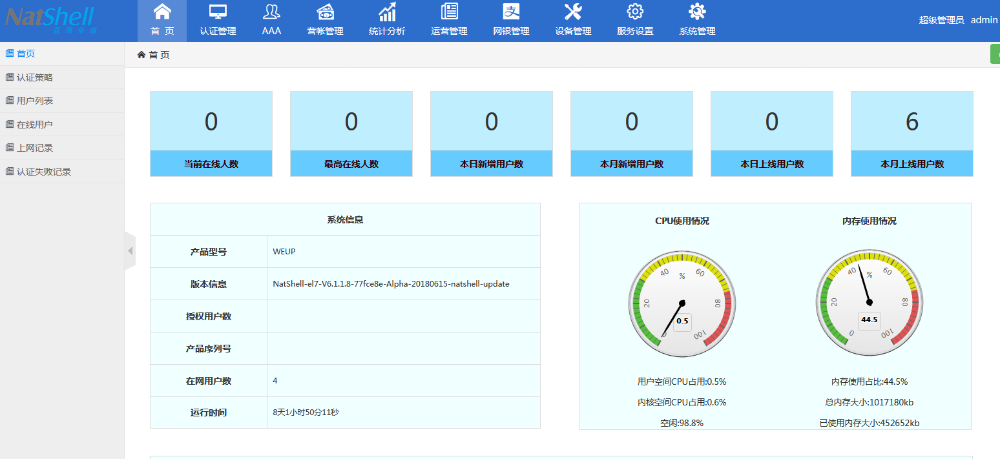 NatShell
蓝海卓越
首 页
认证管理
AAA
营帐管理
统计分析
运营管理
网银管理
设备管理
服务设置
系统管理
超级管理员 admin
首页
认证策略
用户列表
在线用户
上网记录
认证失败记录
首 页
0
当前在线人数
0
最高在线人数
0
本日新增用户数
0
本月新增用户数
0
本日上线用户数
6
本月上线用户数
系统信息
产品型号 WEUP
版本信息 NatShell-el7-V6.1.1.8-77fce8e-Alpha-20180615-natshell-update
授权用户数
产品序列号
在网用户数 4
运行时间 8天1小时50分11秒
CPU使用情况
0 20 40 % 60 80 100
0.5
用户空间CPU占用:0.5%
内核空间CPU占用:0.6%
空闲:98.8%
内存使用情况
0 20 40 % 60 80 100
44.5
内存使用占比:44.5%
总内存大小:1017180kb
已使用内存大小:452652kb